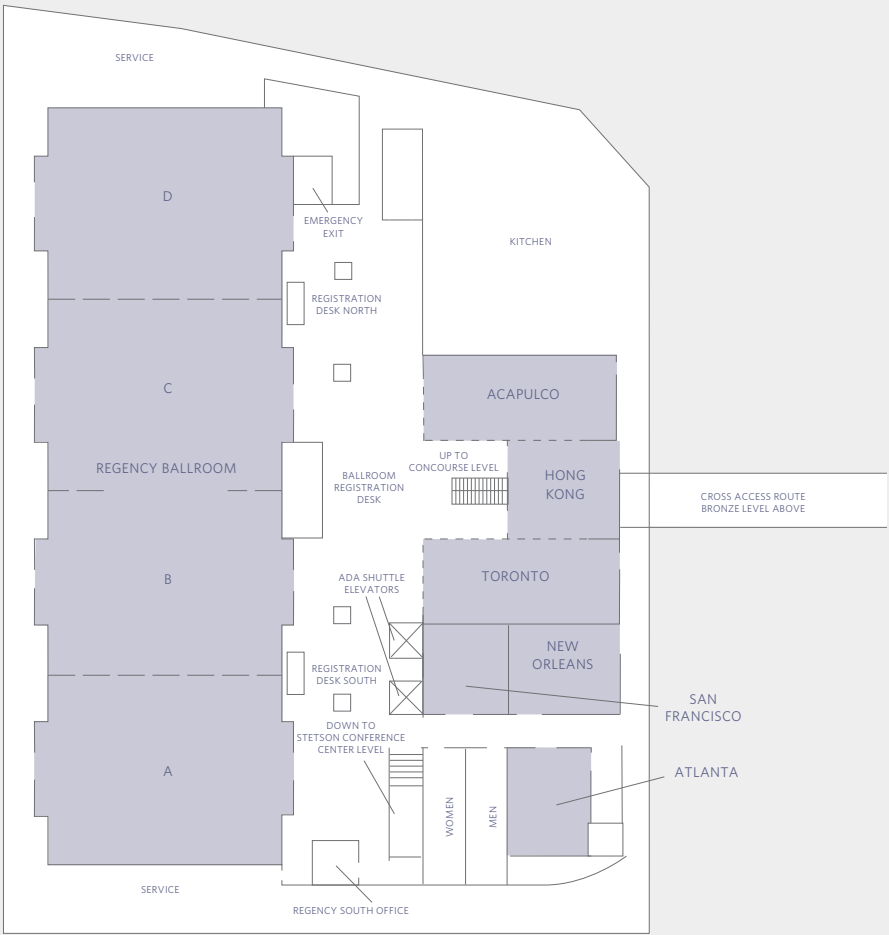 SERVICE
D
EMERGENCY
EXIT
KITCHEN
REGISTRATION
DESK NORTH
C
ACAPULCO
REGENCY BALLROOM
UP TO
CONCOURSE LEVEL
BALLROOM
REGISTRATION
DESK
HONG
KONG
CROSS ACCESS ROUTE
BRONZE LEVEL ABOVE
B
ADA SHUTTLE
ELEVATORS
TORONTO
REGISTRATION
DESK SOUTH
NEW
ORLEANS
SAN
FRANCISCO
DOWN TO
STETSON CONFERENCE
CENTER LEVEL
A
ATLANTA
WOMEN
MEN
SERVICE
REGENCY SOUTH OFFICE